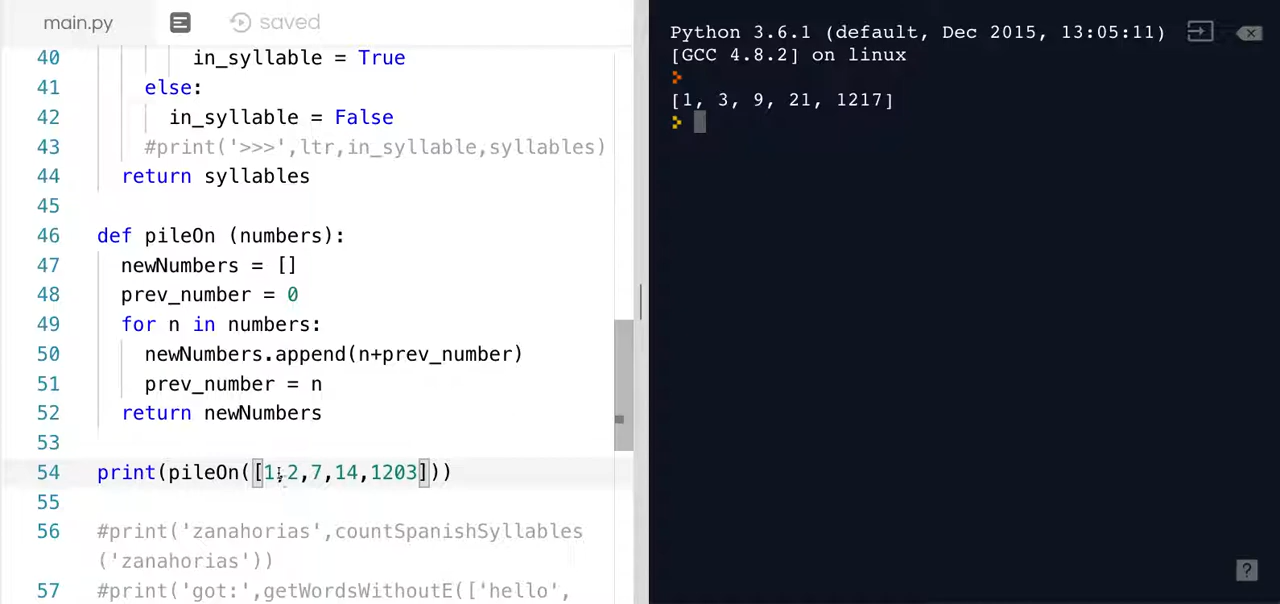 main.py saved
40 in_syllable = True
41 else:
42 in_syllable = False
43 #print('>>>',ltr,in_syllable,syllables)
44 return syllables
45
46 def pileOn (numbers):
47 newNumbers = []
48 prev_number = 0
49 for n in numbers:
50 newNumbers.append(n+prev_number)
51 prev_number = n
52 return newNumbers
53
54 print(pileOn([1,2,7,14,1203]))
55
56 #print('zanahorias',countSpanishSyllables
('zanahorias'))
57 #print('got:',getWordsWithoutE(['hello',
Python 3.6.1 (default, Dec 2015, 13:05:11)
[GCC 4.8.2] on linux
[1, 3, 9, 21, 1217]
?